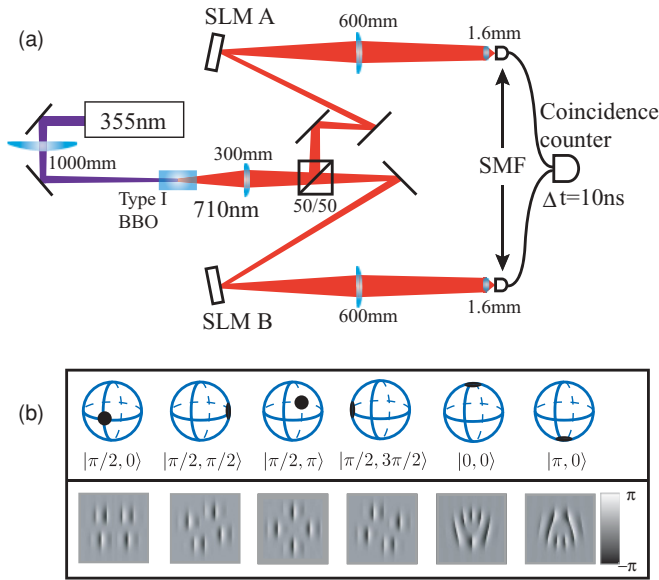 (a)
SLM A
600mm
1.6mm
355nm
1000mm
Coincidence
counter
300mm
SMF
Type I
BBO
710nm
50/50
Δt=10ns
SLM B
600mm
1.6mm
(b)
|π/2, 0⟩
|π/2, π/2⟩
|π/2, π⟩
|π/2, 3π/2⟩
|0, 0⟩
|π, 0⟩
π
−π